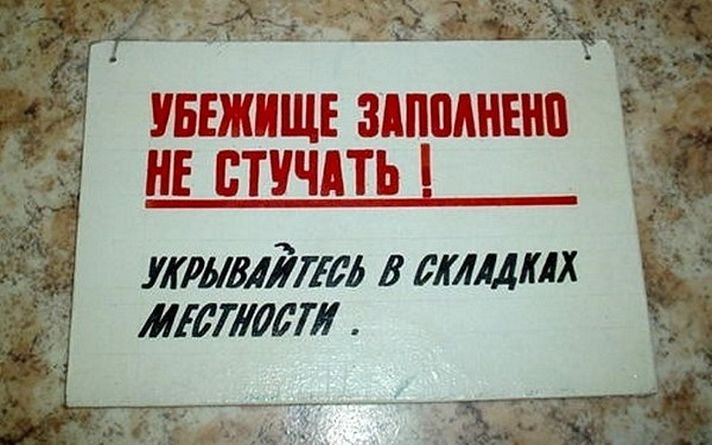 УБЕЖИЩЕ ЗАПОЛНЕНО
НЕ СТУЧАТЬ !
УКРЫВАЙТЕСЬ В СКЛАДКАХ
МЕСТНОСТИ .